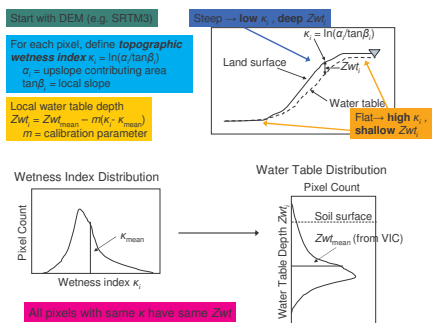 Start with DEM (e.g. SRTM3)
For each pixel, define topographic
wetness index κi = ln(αi/tanβi)
αi = upslope contributing area
tanβi = local slope
Local water table depth
Zwti = Zwtmean – m(κi- κmean)
m = calibration parameter
Steep → low κi , deep Zwti
κi = ln(αi/tanβi)
Land surface
Zwti
Water table
Flat→ high κi ,
shallow Zwti
Wetness Index Distribution
Pixel Count
κmean
Wetness index κi
Water Table Distribution
Pixel Count
Water Table Depth Zwti
Soil surface
Zwtmean (from VIC)
All pixels with same κ have same Zwt